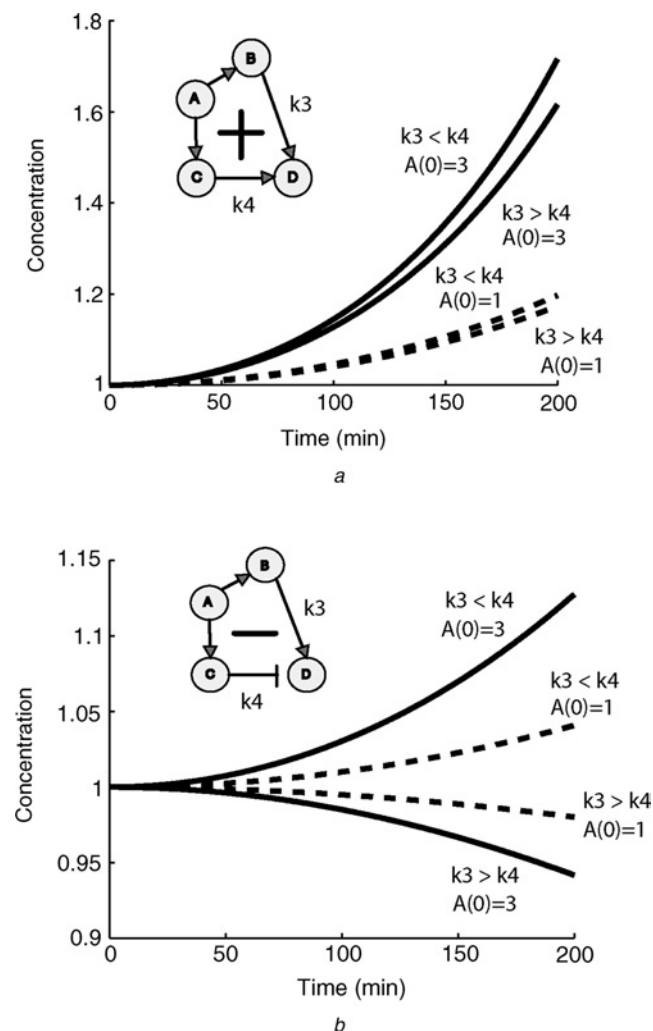 1.8
B
A
k3
k3 < k4
A(0)=3
1.6
+
C
D
k4
k3 > k4
A(0)=3
1.4
k3 < k4
A(0)=1
1.2
k3 > k4
A(0)=1
1
0
50
100
150
200
Concentration
Time (min)
a
1.15
B
A
k3
k3 < k4
A(0)=3
1.1
−
C
D
k4
k3 < k4
A(0)=1
1.05
1
k3 > k4
A(0)=1
0.95
k3 > k4
A(0)=3
0.9
0
50
100
150
200
Concentration
Time (min)
b